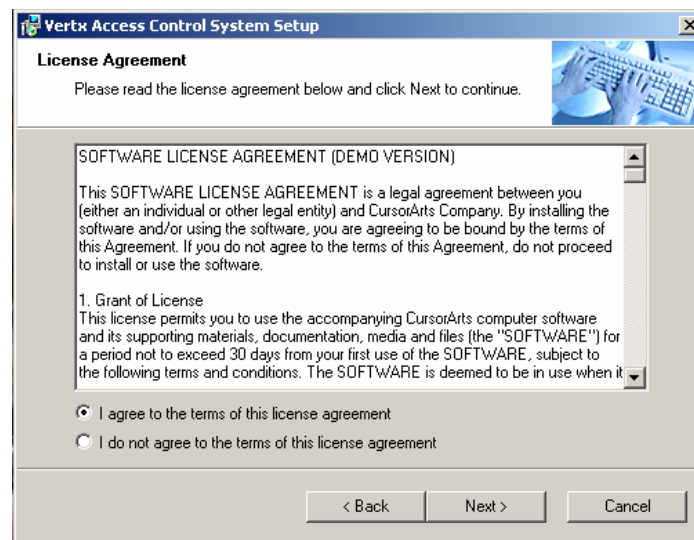 Vertx Access Control System Setup
License Agreement
Please read the license agreement below and click Next to continue.
SOFTWARE LICENSE AGREEMENT (DEMO VERSION)
This SOFTWARE LICENSE AGREEMENT is a legal agreement between you
(either an individual or other legal entity) and CursorArts Company. By installing the
software and/or using the software, you are agreeing to be bound by the terms of
this Agreement. If you do not agree to the terms of this Agreement, do not proceed
to install or use the software.
1. Grant of License
This license permits you to use the accompanying CursorArts computer software
and its supporting materials, documentation, media and files (the "SOFTWARE") for
a period not to exceed 30 days from your first use of the SOFTWARE, subject to
the following terms and conditions. The SOFTWARE is deemed to be in use when it
I agree to the terms of this license agreement
I do not agree to the terms of this license agreement
< Back
Next >
Cancel